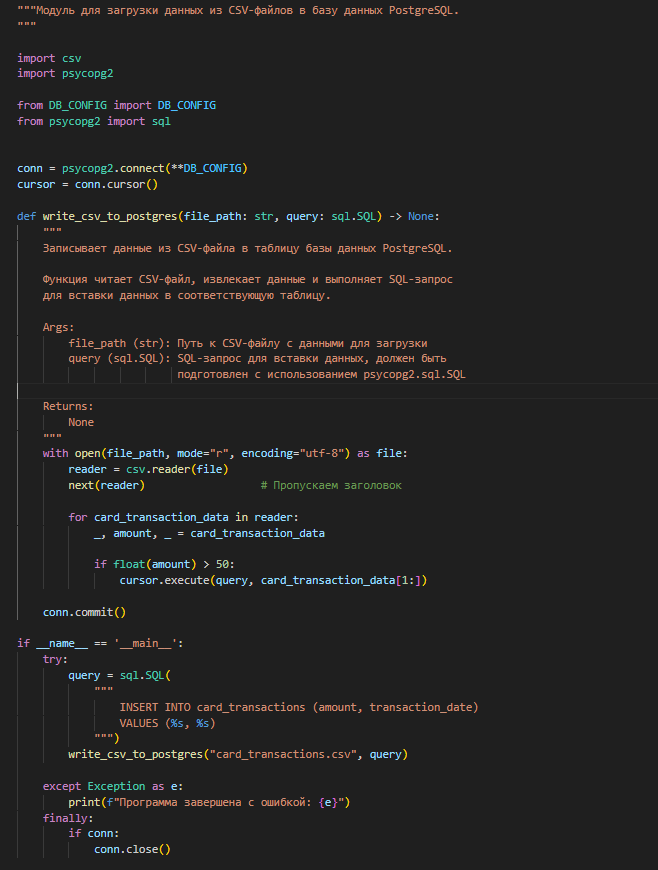 """Модуль для загрузки данных из CSV-файлов в базу данных PostgreSQL.
"""

import csv
import psycopg2

from DB_CONFIG import DB_CONFIG
from psycopg2 import sql


conn = psycopg2.connect(**DB_CONFIG)
cursor = conn.cursor()

def write_csv_to_postgres(file_path: str, query: sql.SQL) -> None:
    """
    Записывает данные из CSV-файла в таблицу базы данных PostgreSQL.

    Функция читает CSV-файл, извлекает данные и выполняет SQL-запрос
    для вставки данных в соответствующую таблицу.

    Args:
        file_path (str): Путь к CSV-файлу с данными для загрузки
        query (sql.SQL): SQL-запрос для вставки данных, должен быть
                         подготовлен с использованием psycopg2.sql.SQL

    Returns:
        None
    """
    with open(file_path, mode="r", encoding="utf-8") as file:
        reader = csv.reader(file)
        next(reader)                  # Пропускаем заголовок

        for card_transaction_data in reader:
            _, amount, _ = card_transaction_data

            if float(amount) > 50:
                cursor.execute(query, card_transaction_data[1:])

    conn.commit()

if __name__ == '__main__':
    try:
        query = sql.SQL(
            """
                INSERT INTO card_transactions (amount, transaction_date)
                VALUES (%s, %s)
            """)
        write_csv_to_postgres("card_transactions.csv", query)

    except Exception as e:
        print(f"Программа завершена с ошибкой: {e}")
    finally:
        if conn:
            conn.close()